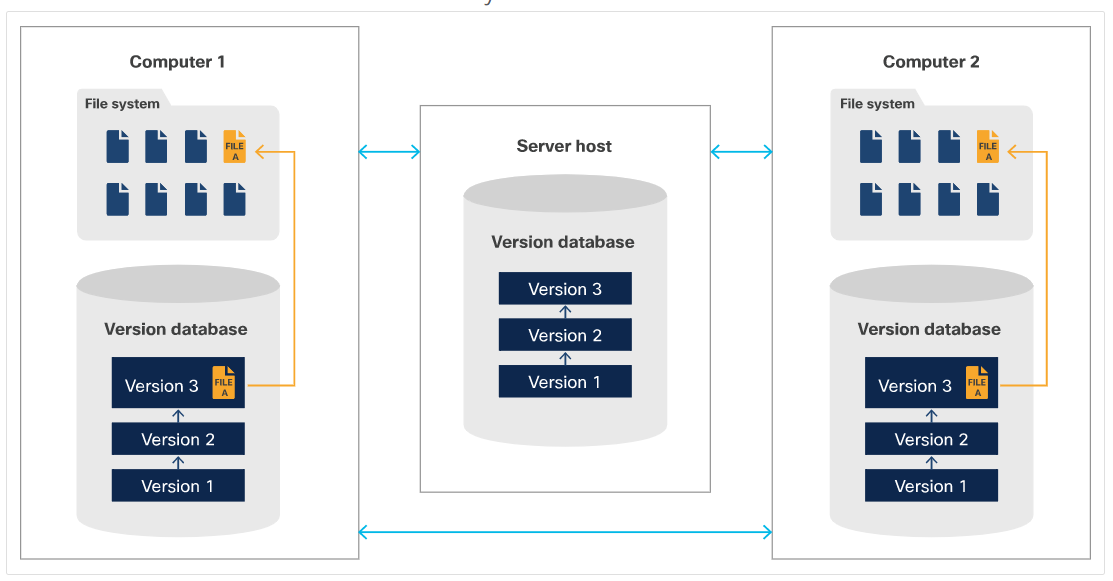 Computer 1
File system
FILE
A
Version database
Version 3
FILE
A
Version 2
Version 1
Server host
Version database
Version 3
Version 2
Version 1
Computer 2
File system
FILE
A
Version database
Version 3
FILE
A
Version 2
Version 1